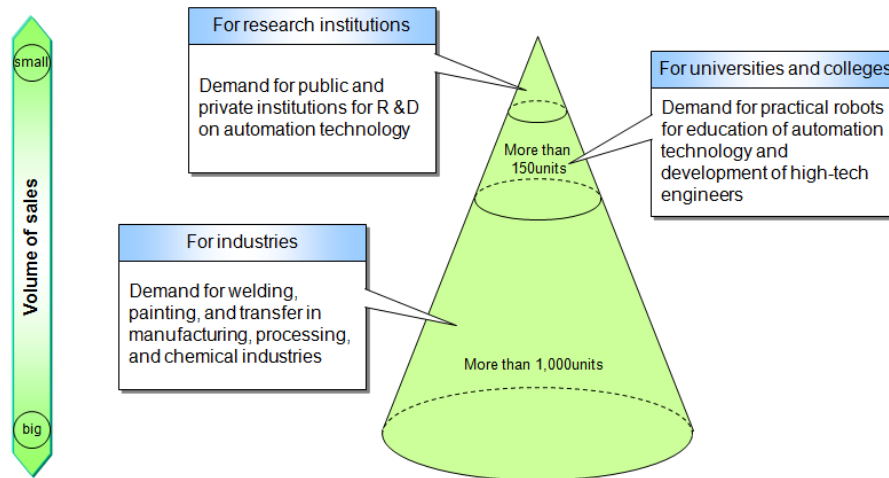 small
Volume of sales
big
For research institutions
Demand for public and
private institutions for R &D
on automation technology
For universities and colleges
Demand for practical robots
for education of automation
technology and
development of high-tech
engineers
More than
150units
For industries
Demand for welding,
painting, and transfer in
manufacturing, processing,
and chemical industries
More than 1,000units